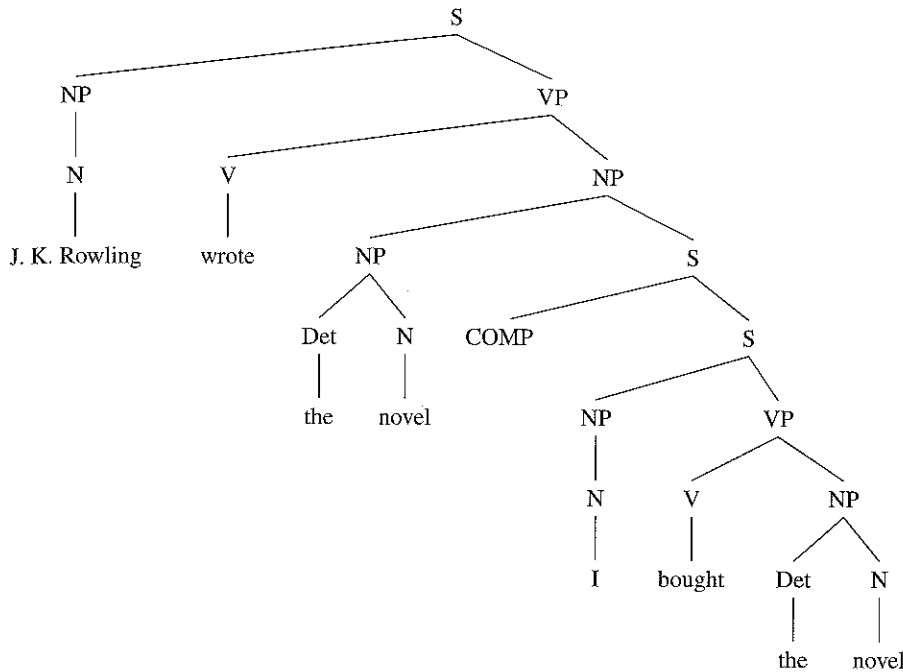 S
NP VP
N V NP
J. K. Rowling wrote NP S
Det N COMP S
the novel NP VP
N V NP
I bought Det N
the novel